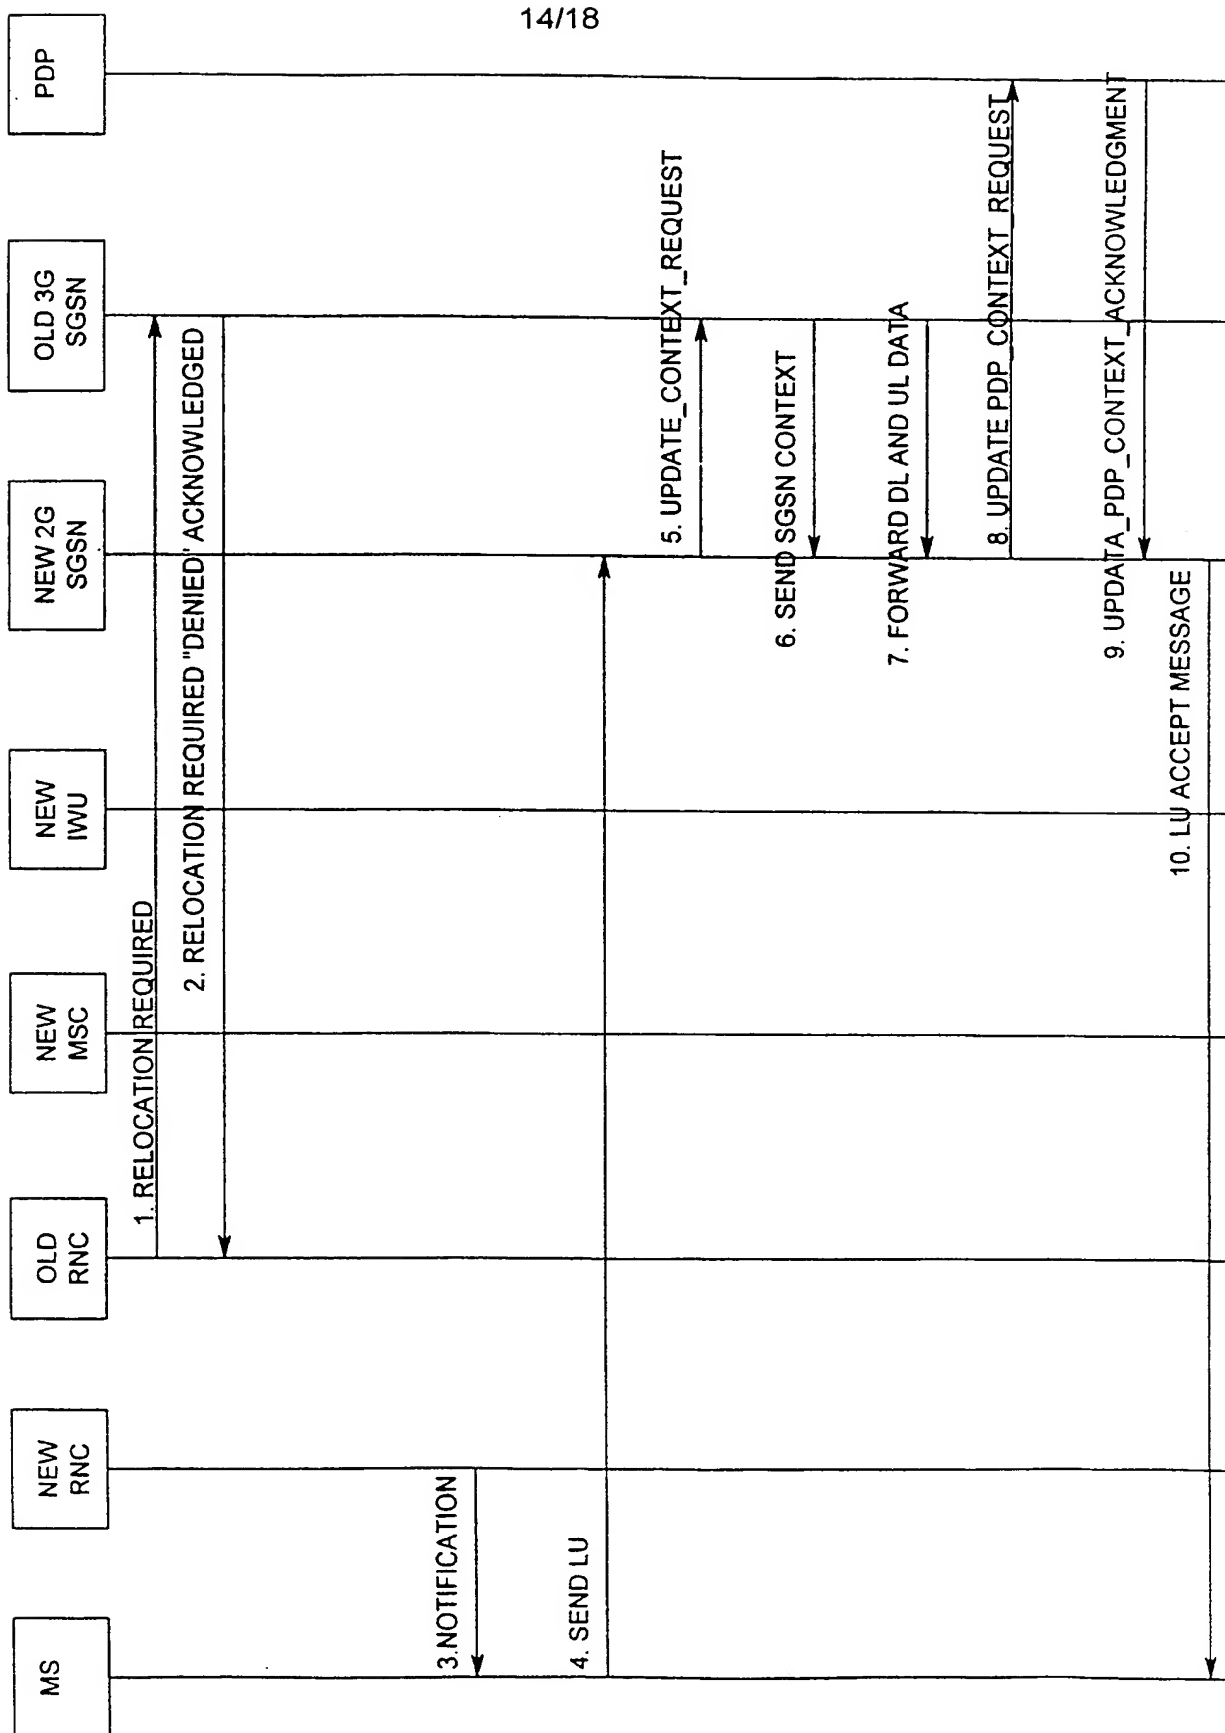 14/18
MS
NEW
RNC
OLD
RNC
NEW
MSC
NEW
IWU
NEW 2G
SGSN
OLD 3G
SGSN
PDP
1. RELOCATION REQUIRED
2. RELOCATION REQUIRED "DENIED" ACKNOWLEDGED
3.NOTIFICATION
4. SEND LU
5. UPDATE_CONTEXT_REQUEST
6. SEND SGSN CONTEXT
7. FORWARD DL AND UL DATA
8. UPDATE PDP_CONTEXT_REQUEST
9. UPDATA_PDP_CONTEXT_ACKNOWLEDGMENT
10. LU ACCEPT MESSAGE